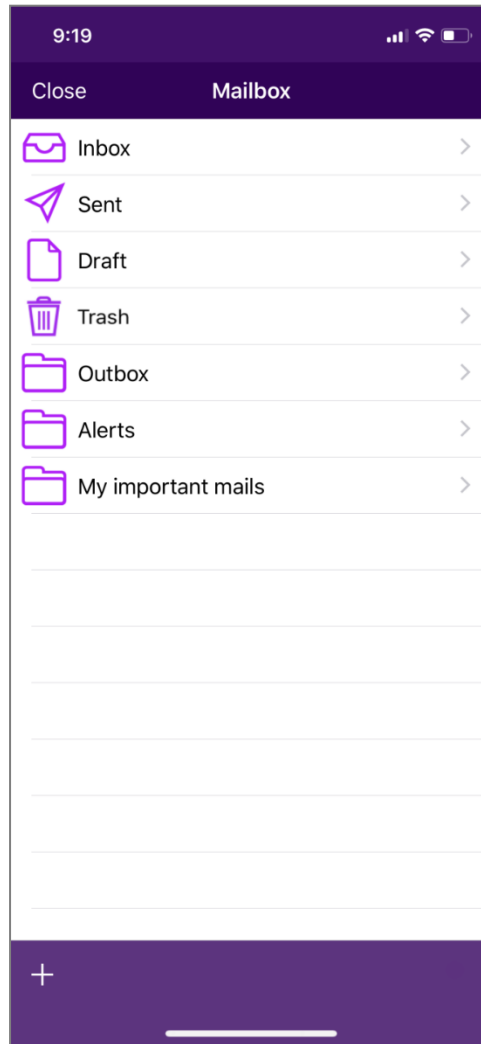 9:19
Close Mailbox
Inbox
Sent
Draft
Trash
Outbox
Alerts
My important mails
+